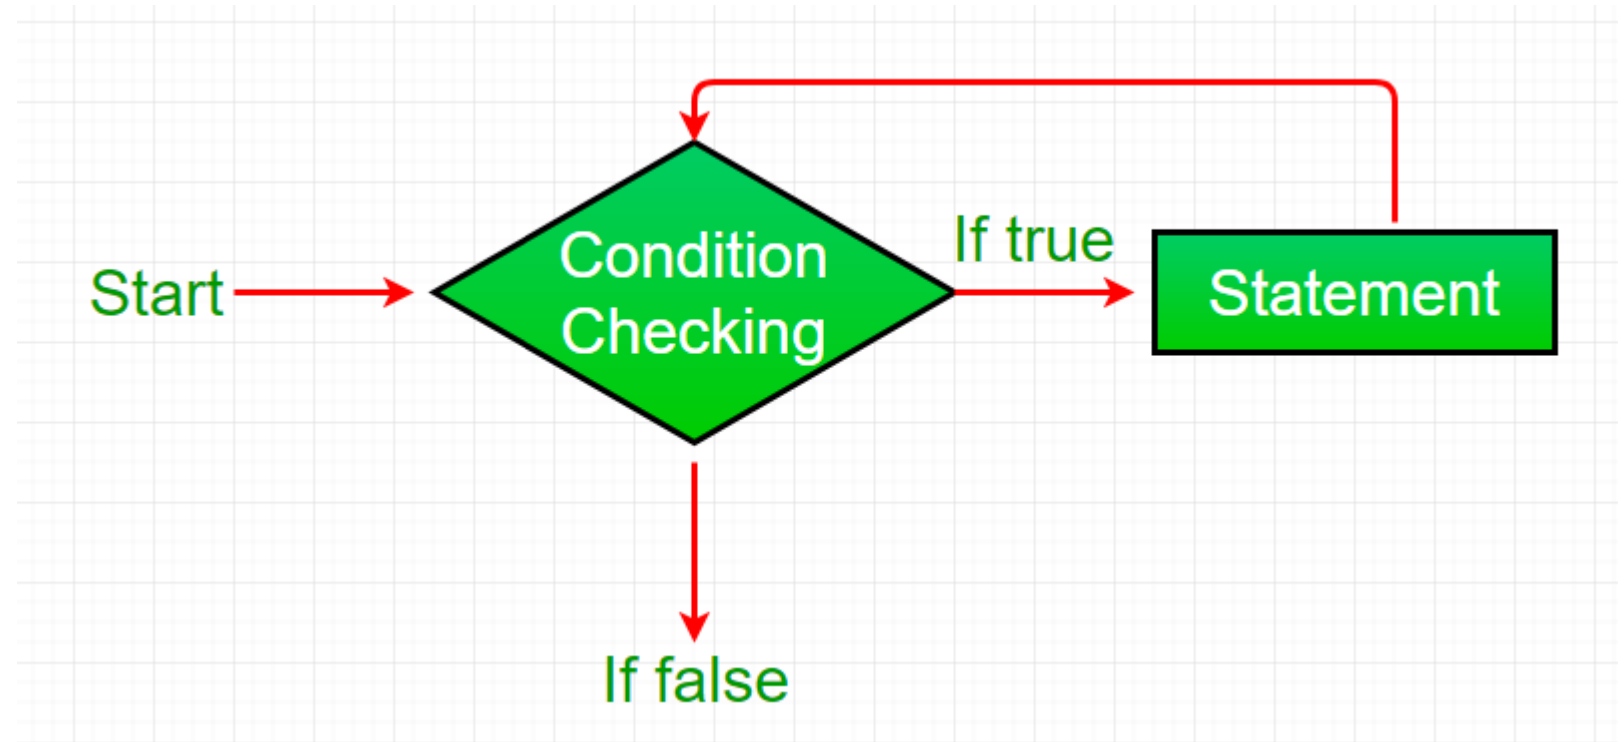 Start
Condition
Checking
If true
Statement
If false